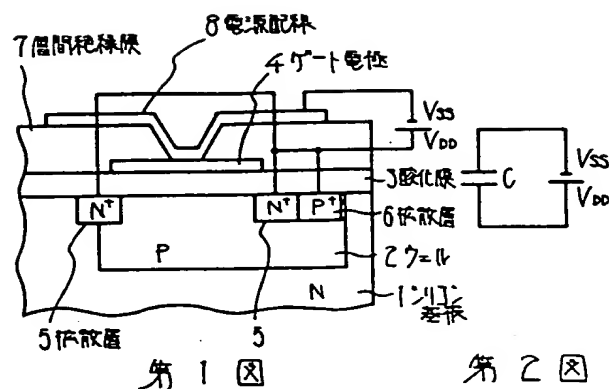 8電源配線
7層間絶縁膜
4ゲート電極
VSS
VDD
VSS
C
3酸化膜
VDD
N+
N+
P+
6拡散層
P
2ウェル
N
1シリコン
基板
5拡散層
5
第1図
第2図